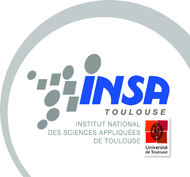 INSA
TOULOUSE
INSTITUT NATIONAL
DES SCIENCES APPLIQUÉES
DE TOULOUSE
Université
de Toulouse